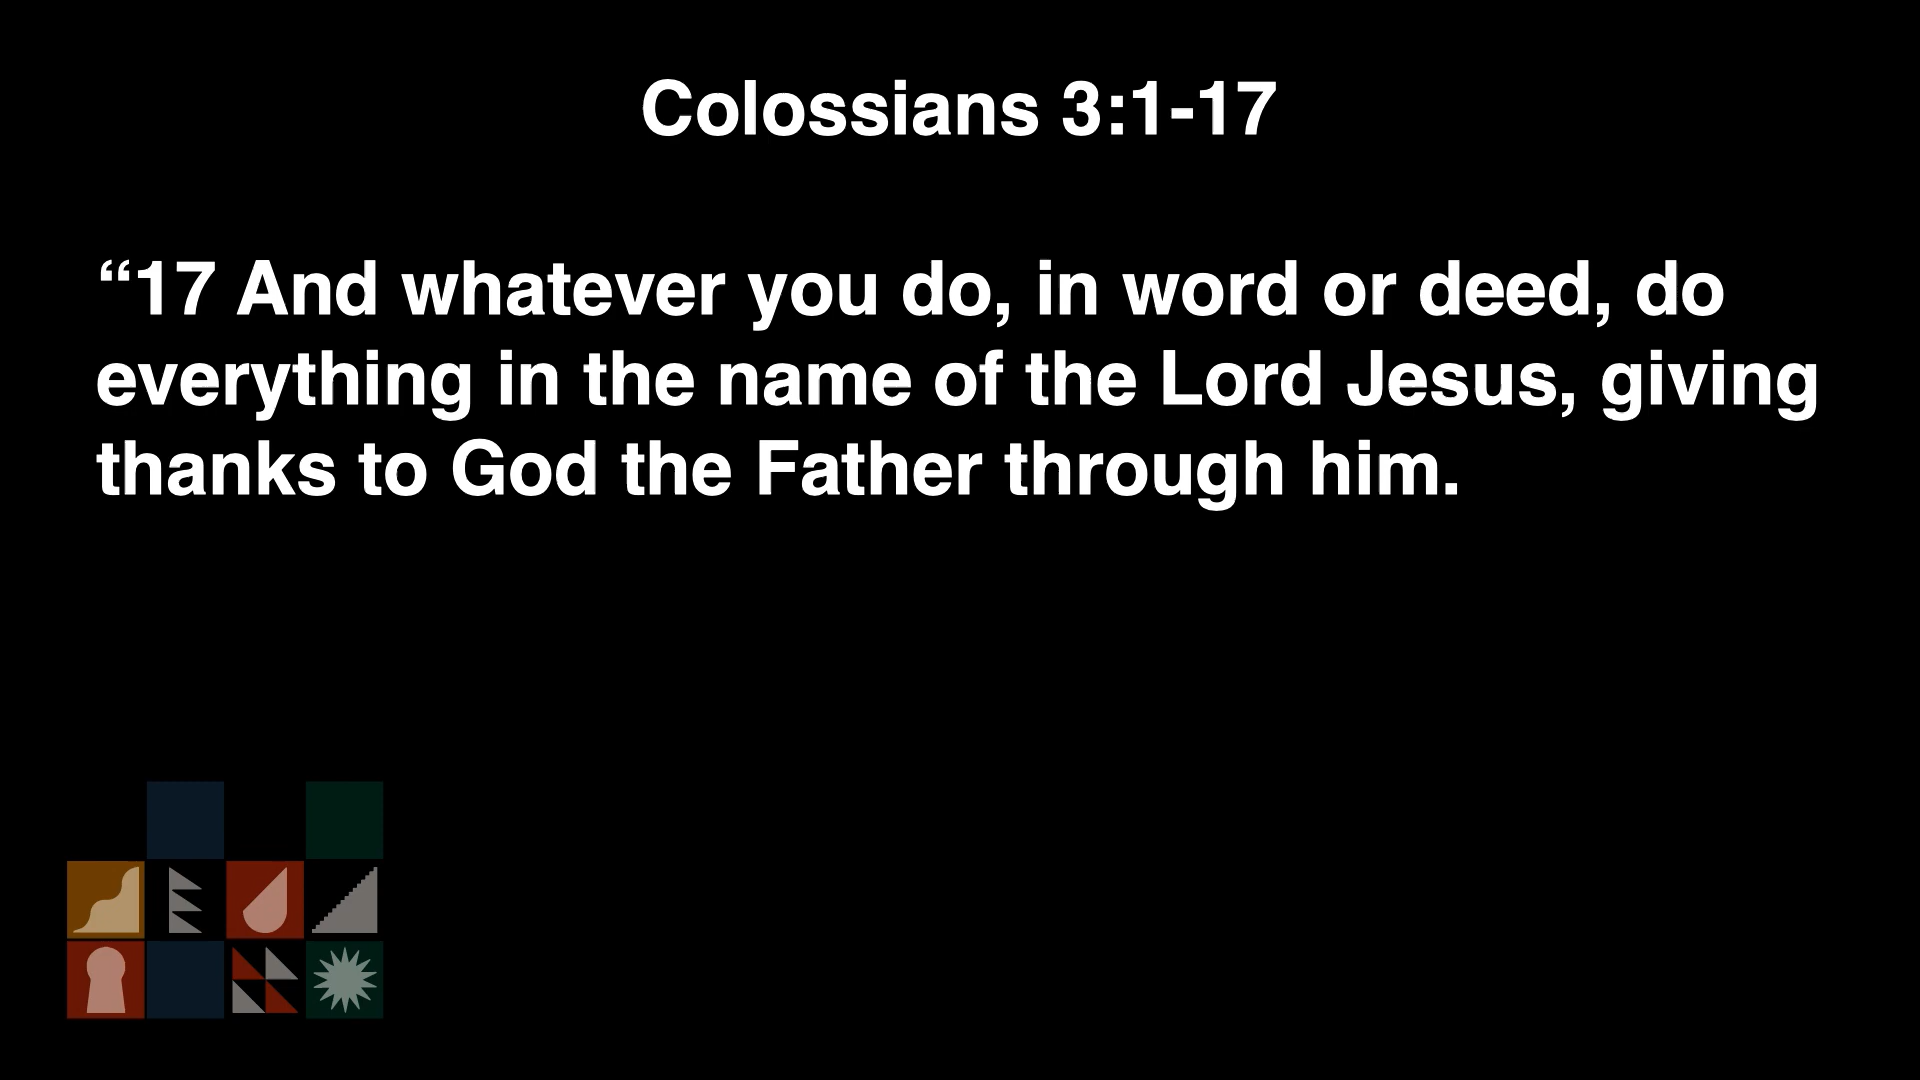 Colossians 3:1-17
“17 And whatever you do, in word or deed, do
everything in the name of the Lord Jesus, giving
thanks to God the Father through him.